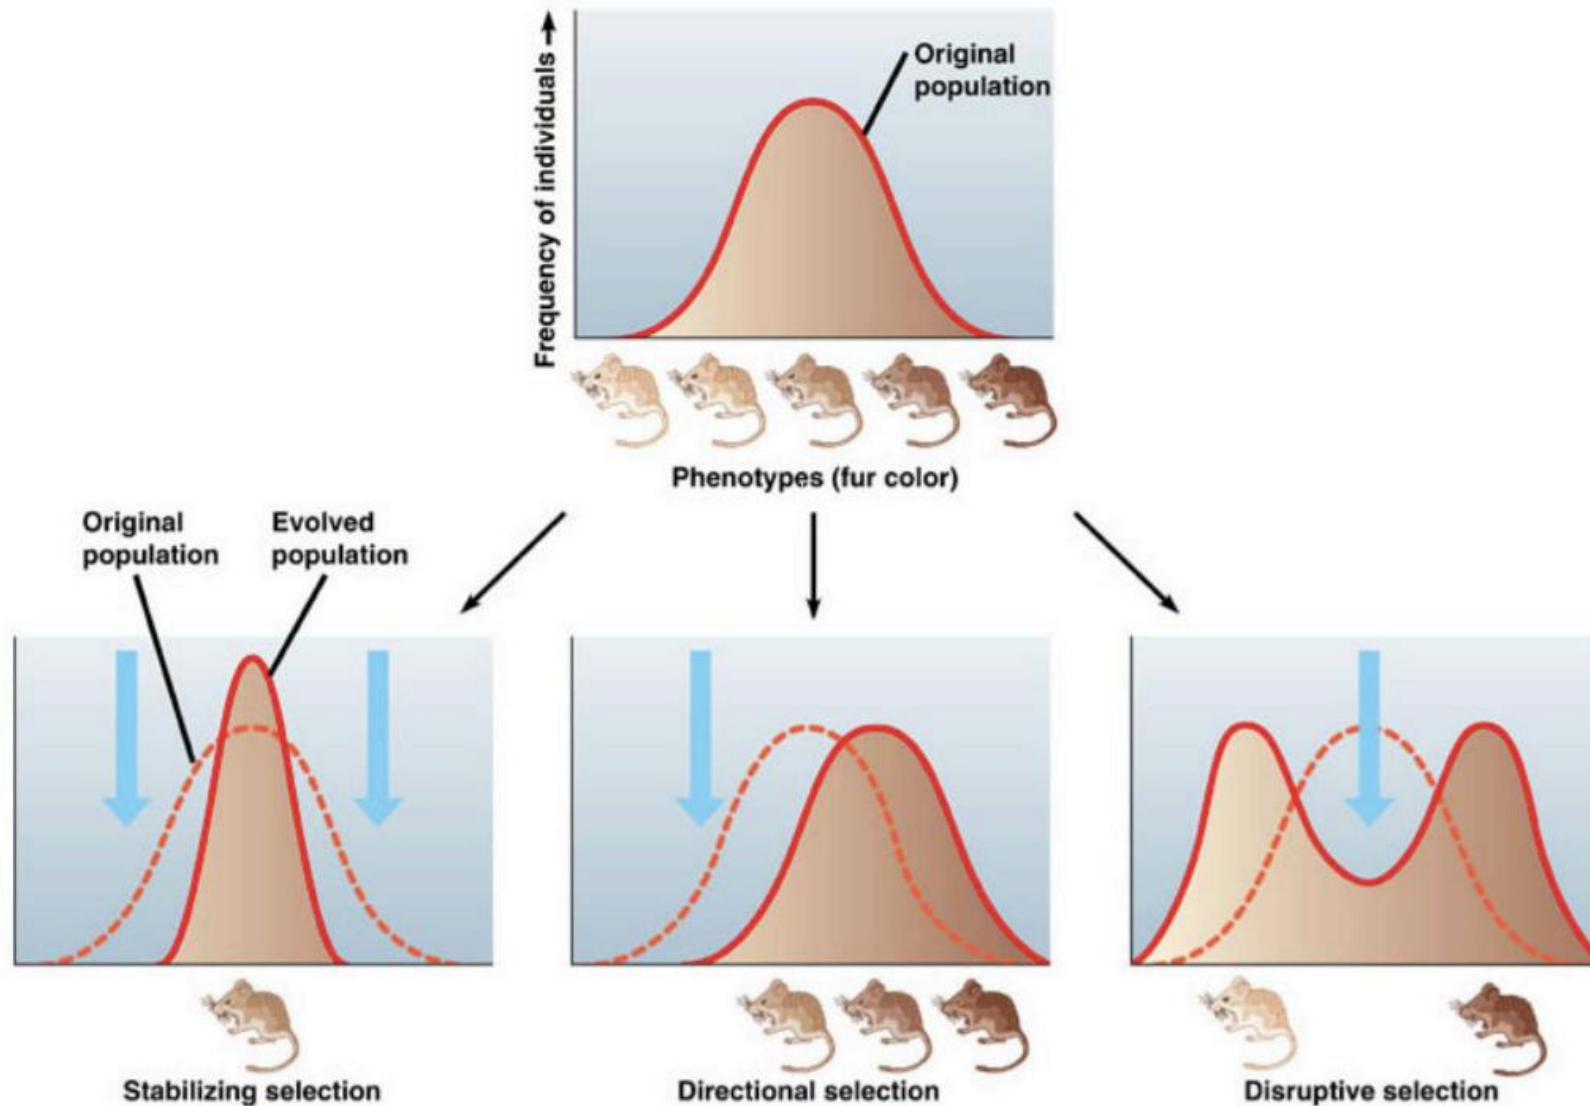 Frequency of individuals
Original
population
Phenotypes (fur color)
Original
population
Evolved
population
Stabilizing selection
Directional selection
Disruptive selection